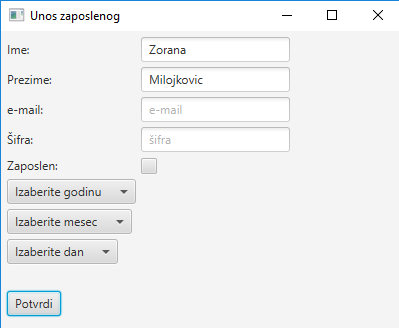 Unos zaposlenog
Ime: Zorana
Prezime: Milojkovic
e-mail: e-mail
Šifra: šifra
Zaposlen:
Izaberite godinu
Izaberite mesec
Izaberite dan
Potvrdi